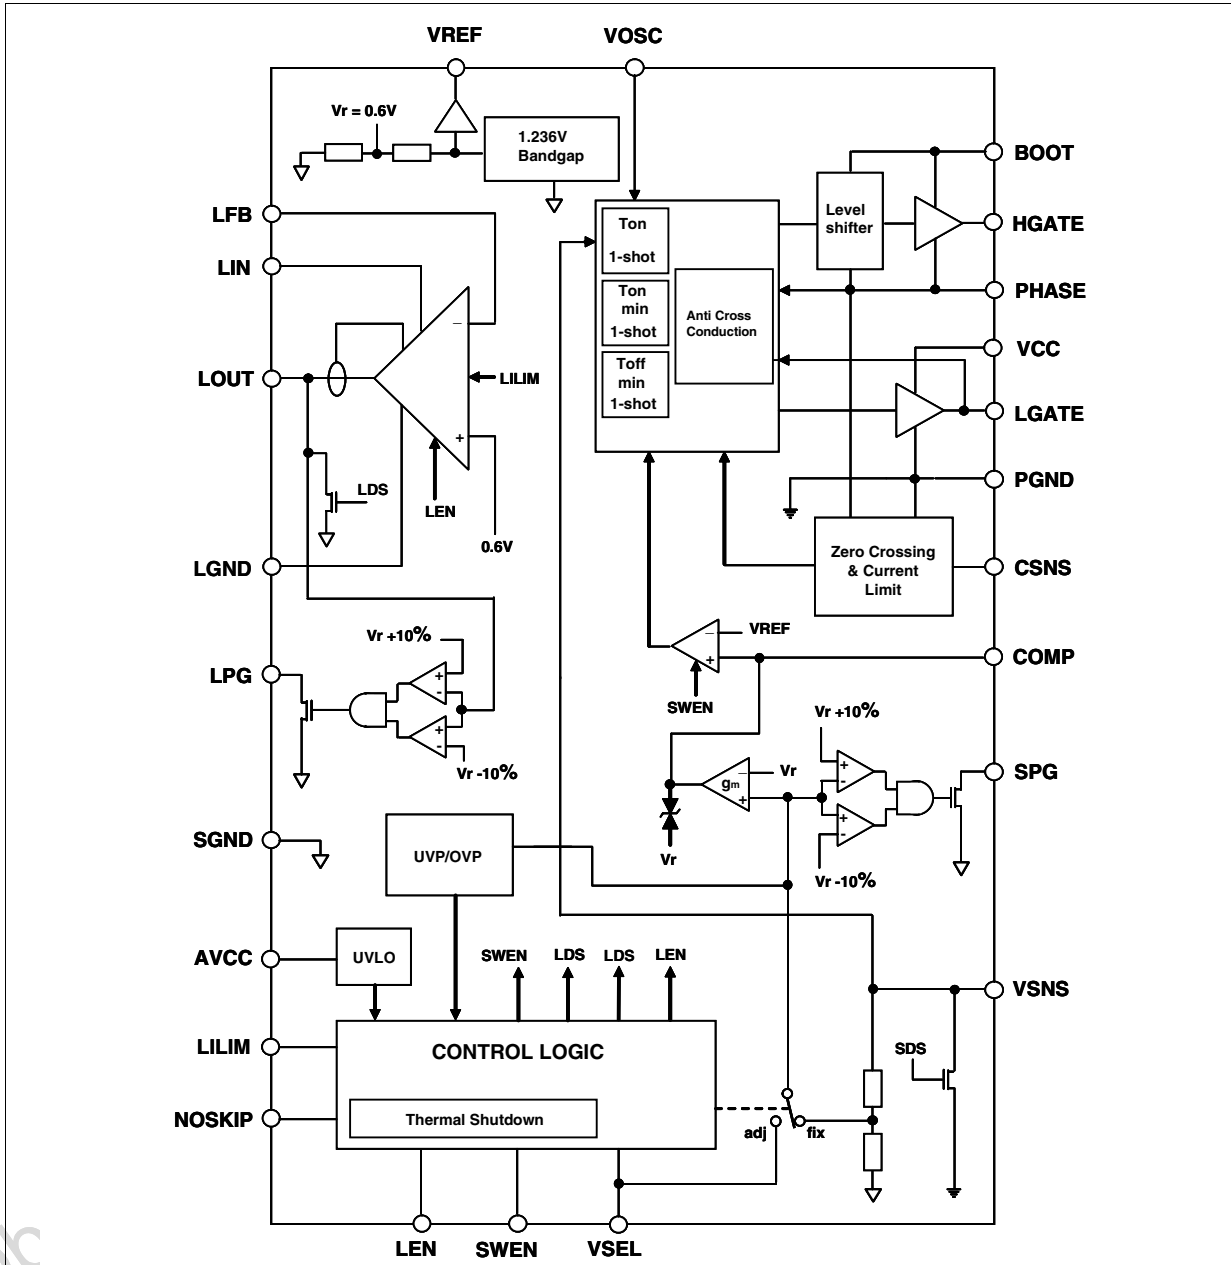 VREF
VOSC
Vr = 0.6V
1.236V
Bandgap
BOOT
LFB
Ton
1-shot
Level
shifter
HGATE
LIN
PHASE
Ton
min
1-shot
Anti Cross
Conduction
−
VCC
LOUT
LILIM
Toff
min
1-shot
LGATE
+
LDS
LEN
PGND
0.6V
LGND
Zero Crossing
& Current
Limit
CSNS
Vr +10%
−
VREF
+
COMP
LPG
+
-
SWEN
+
-
Vr -10%
Vr +10%
gm
−
Vr
+
+
-
SPG
+
-
SGND
UVP/OVP
Vr
Vr -10%
AVCC
UVLO
SWEN
LDS
LDS
LEN
VSNS
LILIM
CONTROL LOGIC
SDS
NOSKIP
Thermal Shutdown
adj
fix
LEN
SWEN
VSEL